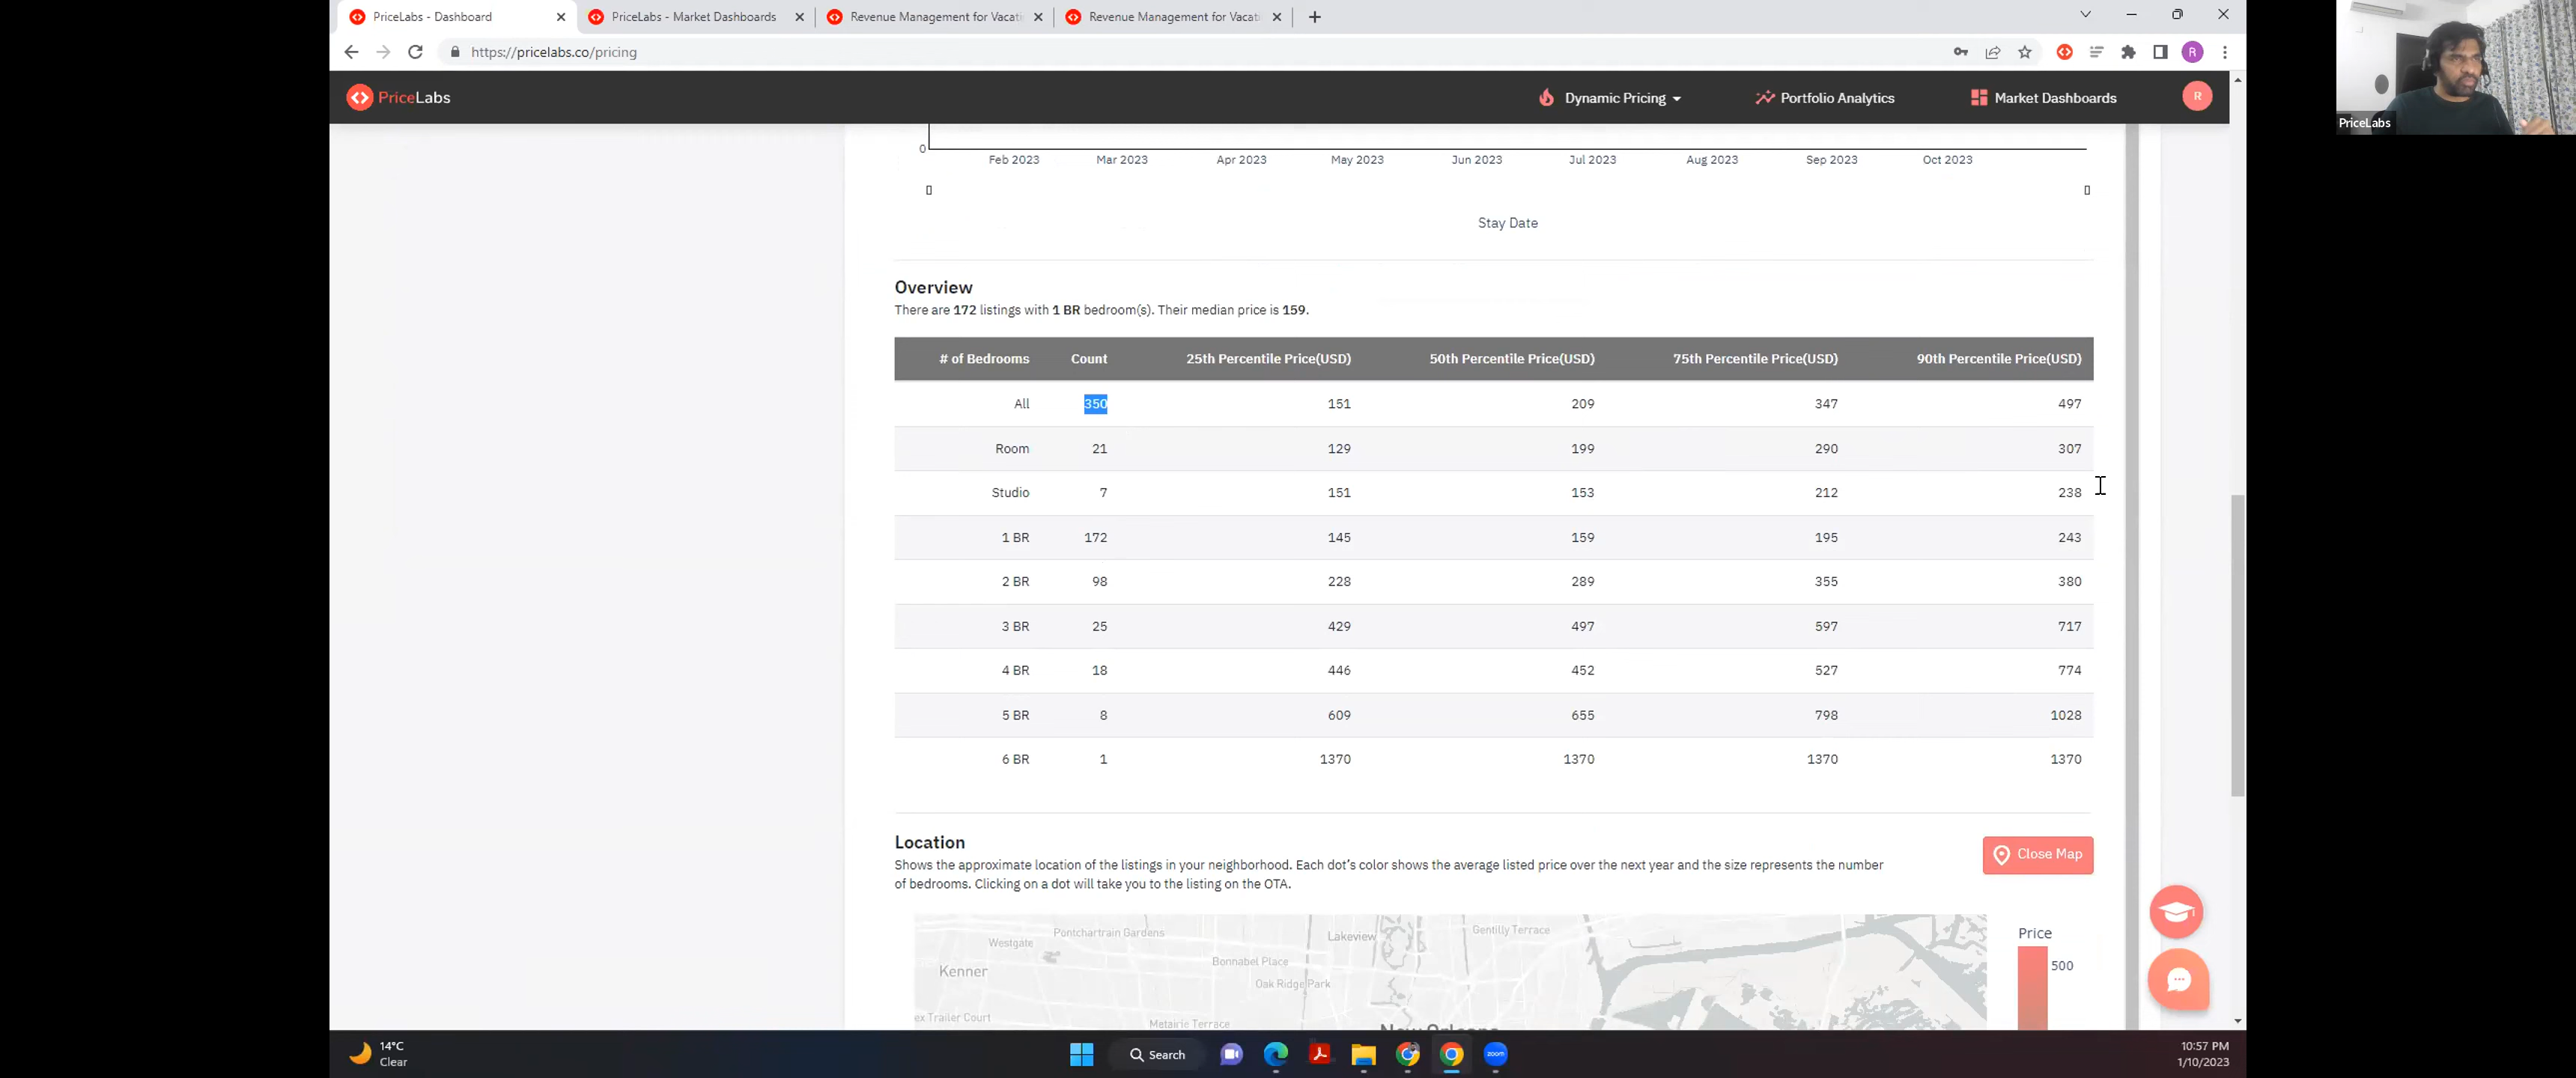 PriceLabs - Dashboard
PriceLabs - Market Dashboards
Revenue Management for Vacati
Revenue Management for Vacat
https://pricelabs.co/pricing
R
PriceLabs
Dynamic Pricing
Portfolio Analytics
Market Dashboards
R
PriceLabs
0
Feb 2023 Mar 2023 Apr 2023 May 2023 Jun 2023 Jul 2023 Aug 2023 Sep 2023 Oct 2023
Stay Date
Overview
There are 172 listings with 1 BR bedroom(s). Their median price is 159.
# of Bedrooms Count 25th Percentile Price(USD) 50th Percentile Price(USD) 75th Percentile Price(USD) 90th Percentile Price(USD)
All 350 151 209 347 497
Room 21 129 199 290 307
Studio 7 151 153 212 238
1 BR 172 145 159 195 243
2 BR 98 228 289 355 380
3 BR 25 429 497 597 717
4 BR 18 446 452 527 774
5 BR 8 609 655 798 1028
6 BR 1 1370 1370 1370 1370
Location
Shows the approximate location of the listings in your neighborhood. Each dot's color shows the average listed price over the next year and the size represents the number
of bedrooms. Clicking on a dot will take you to the listing on the OTA.
Close Map
Pontchartrain Gardens
Westgate
Lakeview
Gentilly Terrace
Bonnabel Place
Kenner
Oak Ridge Park
ex Trailer Court
Metairie Terrace
New Orleans
Price
500
14°C
Clear
Search
zoom
10:57 PM
1/10/2023